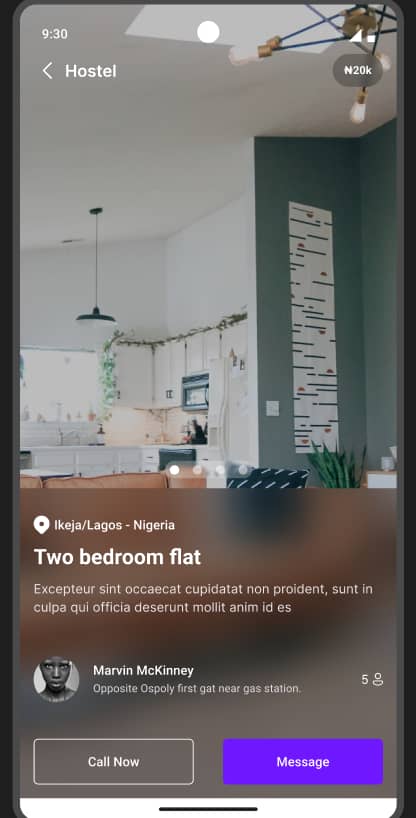 9:30
Hostel
₦20k
Ikeja/Lagos - Nigeria
Two bedroom flat
Excepteur sint occaecat cupidatat non proident, sunt in
culpa qui officia deserunt mollit anim id es
Marvin McKinney
Opposite Ospoly first gat near gas station.
5
Call Now
Message